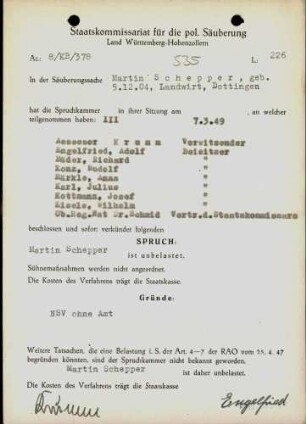 Staatskommissariat für die pol. Säuberung
Land Württemberg-Hohenzollern
Az.: 8/KB/378 535 L: 226
In der Säuberungssache Martin Schepper, geb.
5.12.04, Landwirt, Dottingen
hat die Spruchkammer in ihrer Sitzung am an welcher
teilgenommen haben: III 7.3.49
Assessor Kramm Vorsitzender
Angelfried, Adolf Beisitzer
Bäder, Richard "
Konz, Rudolf "
Märkle, Anna "
Karl, Julius "
Kottmann, Josef "
Eisele, Wilhelm "
Ob.Reg.Rat Dr.Schmid Vertr.d.Staatskommissars
beschlossen und sofort verkündet folgenden
SPRUCH:
Martin Schepper
ist unbelastet.
Sühnemaßnahmen werden nicht angeordnet.
Die Kosten des Verfahrens trägt die Staatskasse.
Gründe:
NSV ohne Amt
Weitere Tatsachen, die eine Belastung i. S. der Art. 4–7 der RAO vom 25. 4. 47
begründen könnten, sind der Spruchkammer nicht bekannt geworden.
Martin Schepper ist daher unbelastet.
Die Kosten des Verfahrens trägt die Staatskasse
Engelfried